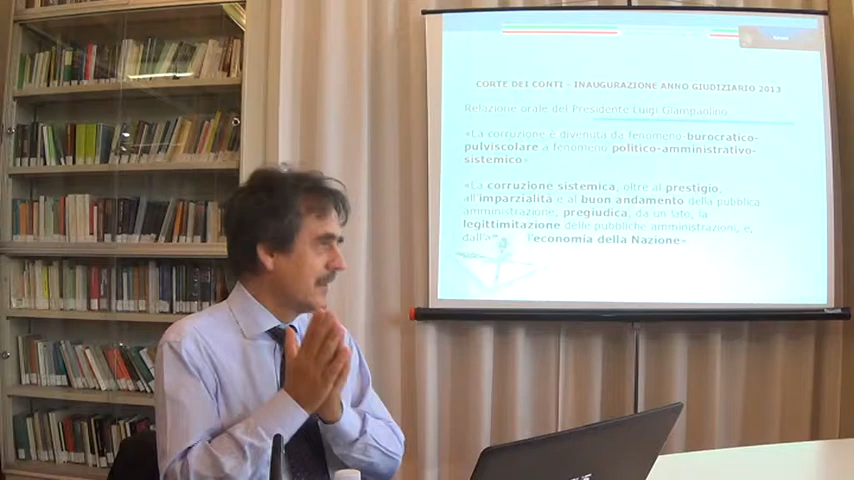 CORTE DEI CONTI - INAUGURAZIONE ANNO GIUDIZIARIO 2013
Relazione orale del Presidente Luigi Giampaolino
«La corruzione è divenuta da fenomeno burocratico-
pulviscolare a fenomeno politico-amministrativo-
sistemico»
«La corruzione sistemica, oltre al prestigio,
all'imparzialità e al buon andamento della pubblica
amministrazione, pregiudica, da un lato, la
legittimitazione delle pubbliche amministrazioni, e,
l'economia della Nazione»